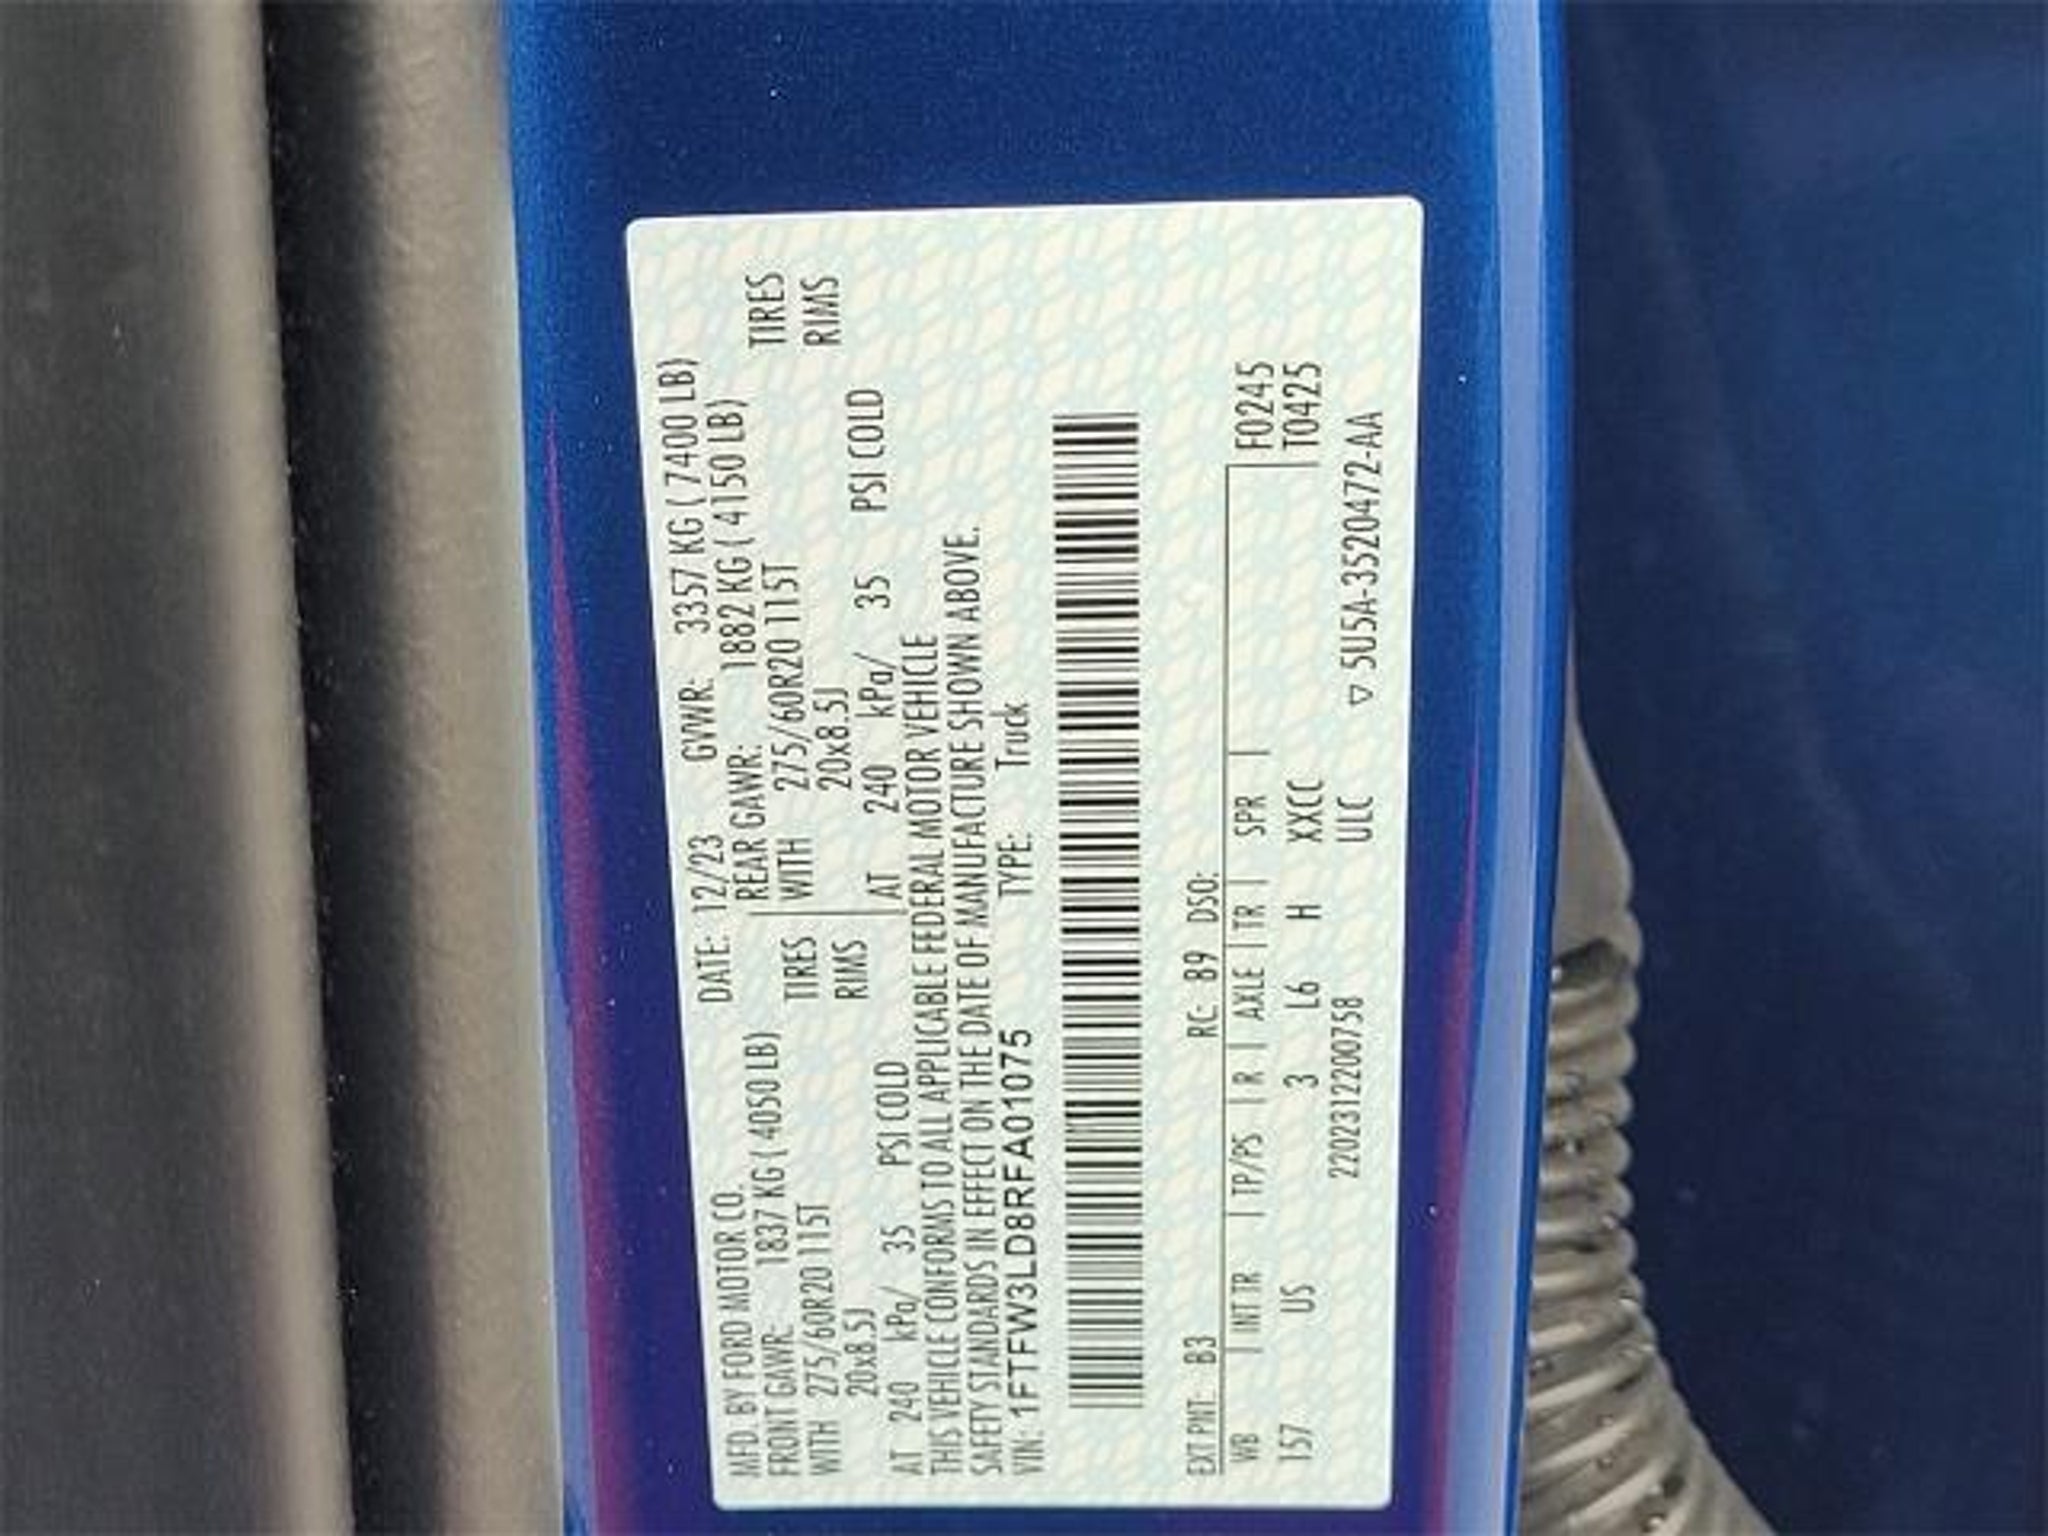 MFD. BY FORD MOTOR CO. DATE: 12/23 GVWR: 3357 KG ( 7400 LB)
FRONT GAWR: 1837 KG ( 4050 LB) REAR GAWR: 1882 KG ( 4150 LB)
WITH 275/60R20 115T TIRES WITH 275/60R20 115T TIRES
20x8.5J RIMS 20x8.5J RIMS
AT 240 kPa/ 35 PSI COLD AT 240 kPa/ 35 PSI COLD
THIS VEHICLE CONFORMS TO ALL APPLICABLE FEDERAL MOTOR VEHICLE
SAFETY STANDARDS IN EFFECT ON THE DATE OF MANUFACTURE SHOWN ABOVE.
VIN: 1FTFW3LD8RFA01075 TYPE: Truck
EXT PNT: B3 RC: B9 DSO:
WB | INT TR | TP/PS | R | AXLE | TR | SPR | F0245
157 US 3 L6 H XXCC T0425
22023122200758 ULC ▽ 5U5A-3520472-AA